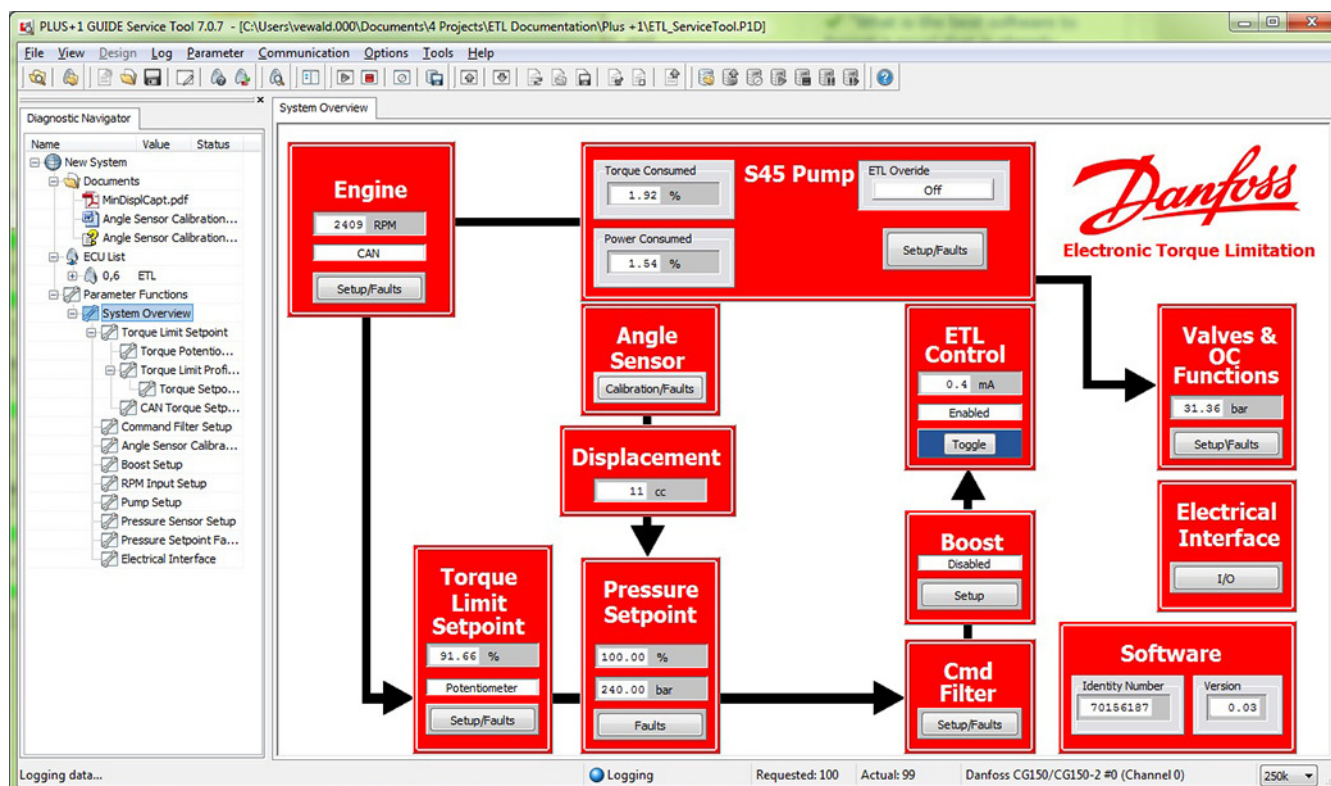 PLUS+1 GUIDE Service Tool 7.0.7 - [C:\Users\vewald.000\Documents\4 Projects\ETL Documentation\Plus +1\ETL_ServiceTool.P1D]
File View Design Log Parameter Communication Options Tools Help
Diagnostic Navigator
Name Value Status
New System
Documents
MinDisplCapt.pdf
Angle Sensor Calibration...
Angle Sensor Calibration...
ECU List
0,6 ETL
Parameter Functions
System Overview
Torque Limit Setpoint
Torque Potentio...
Torque Limit Profi...
Torque Setpo...
CAN Torque Setp...
Command Filter Setup
Angle Sensor Calibra...
Boost Setup
RPM Input Setup
Pump Setup
Pressure Sensor Setup
Pressure Setpoint Fa...
Electrical Interface
System Overview
Engine
2409 RPM
CAN
Setup/Faults
S45 Pump
Torque Consumed
1.92 %
Power Consumed
1.54 %
ETL Overide
Off
Setup/Faults
Danfoss
Electronic Torque Limitation
Angle
Sensor
Calibration/Faults
Displacement
11 cc
ETL
Control
0.4 mA
Enabled
Toggle
Valves &
OC
Functions
31.36 bar
Setup\Faults
Electrical
Interface
I/O
Torque
Limit
Setpoint
91.66 %
Potentiometer
Setup/Faults
Pressure
Setpoint
100.00 %
240.00 bar
Faults
Boost
Disabled
Setup
Cmd
Filter
Setup/Faults
Software
Identity Number
70156187
Version
0.03
Logging data...
Logging
Requested: 100
Actual: 99
Danfoss CG150/CG150-2 #0 (Channel 0)
250k